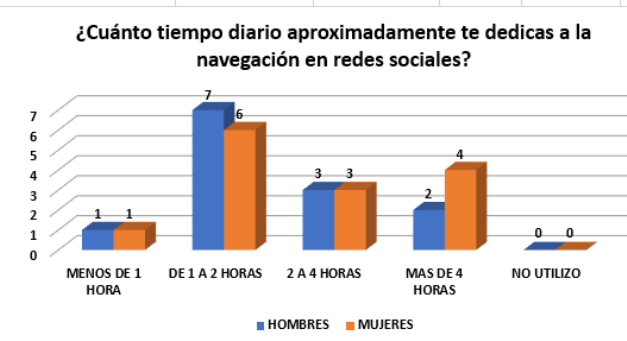 ¿Cuánto tiempo diario aproximadamente te dedicas a la
navegación en redes sociales?
7
6
5
4
3
2
1
0
1 1
7 6
3 3
2 4
0 0
MENOS DE 1
HORA
DE 1 A 2 HORAS
2 A 4 HORAS
MAS DE 4
HORAS
NO UTILIZO
HOMBRES MUJERES